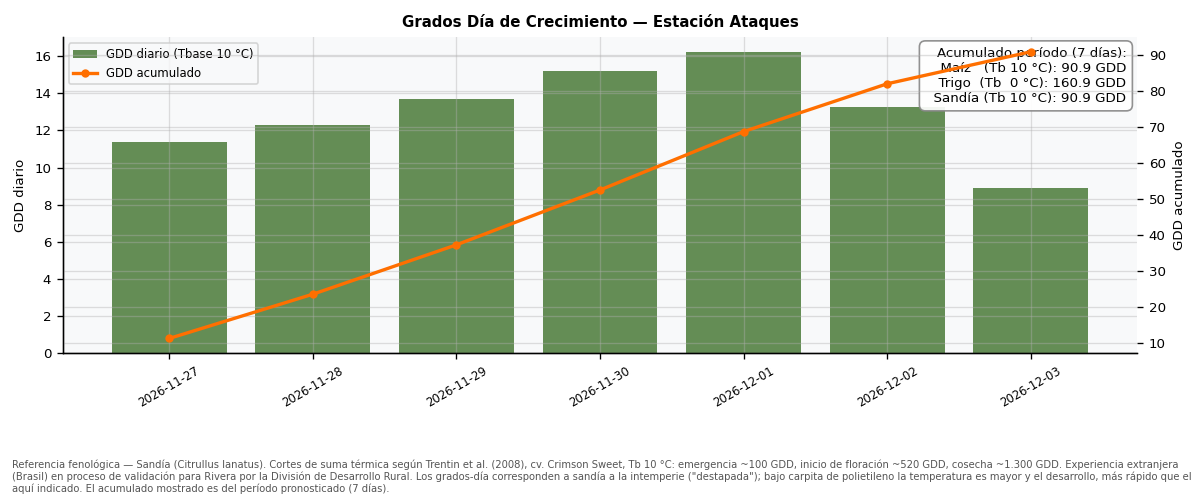 Grados Día de Crecimiento — Estación Ataques
GDD diario (Tbase 10 °C)
GDD acumulado
Acumulado período (7 días):
Maíz (Tb 10 °C): 90.9 GDD
Trigo (Tb 0 °C): 160.9 GDD
Sandía (Tb 10 °C): 90.9 GDD
GDD diario
16
14
12
10
8
6
4
2
0
90
80
70
60
50
40
30
20
10
GDD acumulado
2026-11-27
2026-11-28
2026-11-29
2026-11-30
2026-12-01
2026-12-02
2026-12-03
Referencia fenológica — Sandía (Citrullus lanatus). Cortes de suma térmica según Trentin et al. (2008), cv. Crimson Sweet, Tb 10 °C: emergencia ~100 GDD, inicio de floración ~520 GDD, cosecha ~1.300 GDD. Experiencia extranjera
(Brasil) en proceso de validación para Rivera por la División de Desarrollo Rural. Los grados-día corresponden a sandía a la intemperie ("destapada"); bajo carpita de polietileno la temperatura es mayor y el desarrollo, más rápido que el
aquí indicado. El acumulado mostrado es del período pronosticado (7 días).